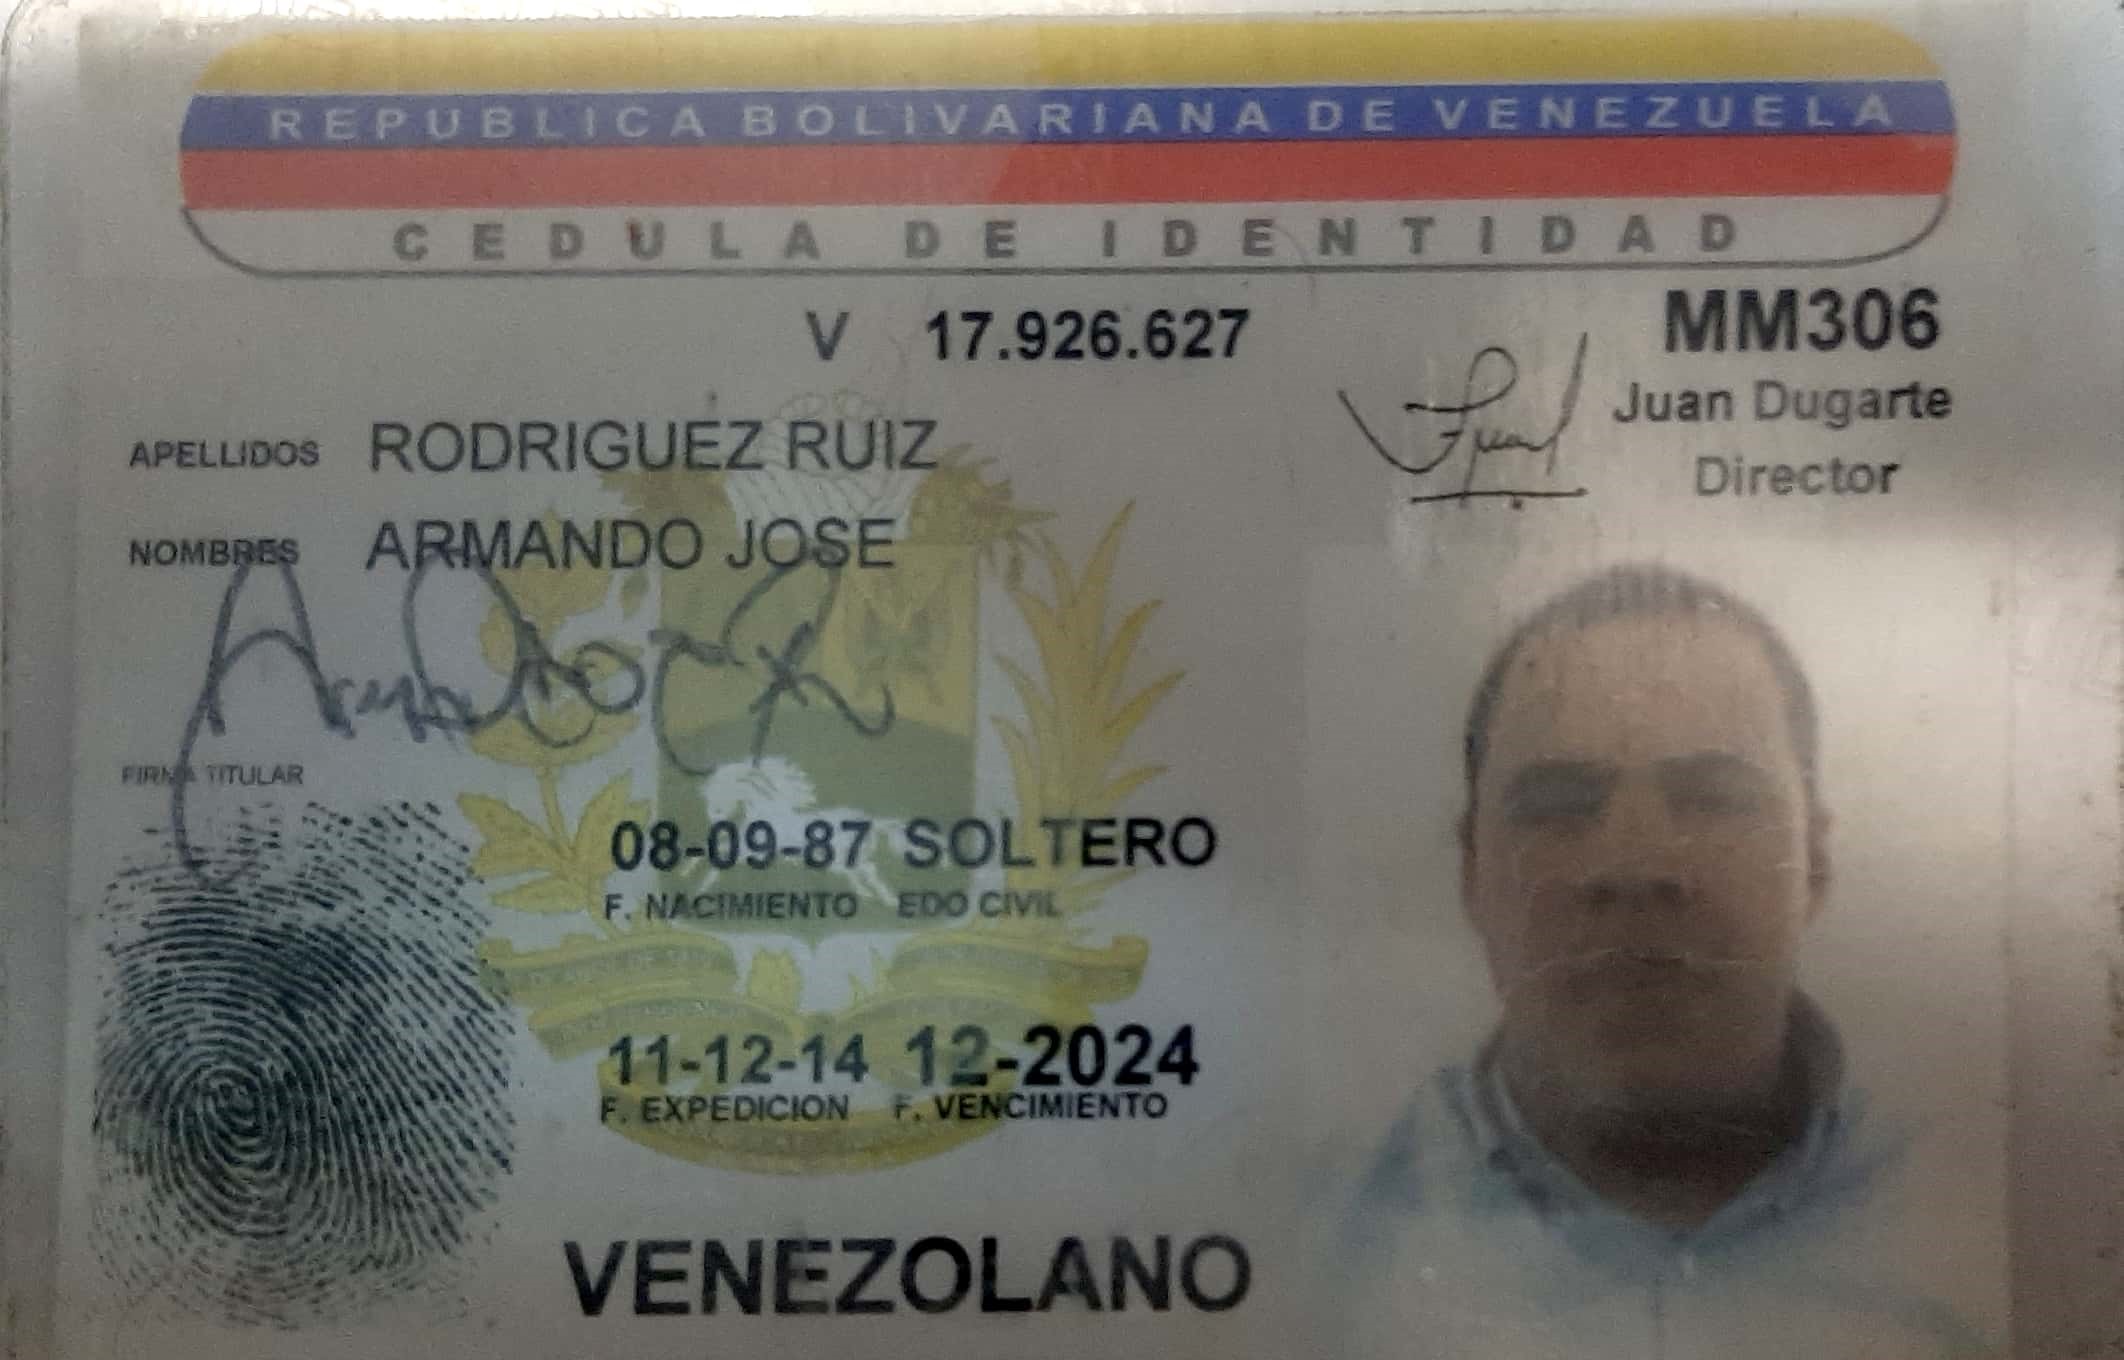 REPUBLICA BOLIVARIANA DE VENEZUELA
CEDULA DE IDENTIDAD
V 17.926.627
MM306
Juan Dugarte
Director
APELLIDOS RODRIGUEZ RUIZ
NOMBRES ARMANDO JOSE
FIRMA TITULAR
08-09-87 SOLTERO
F. NACIMIENTO EDO CIVIL
11-12-14 12-2024
F. EXPEDICION F. VENCIMIENTO
VENEZOLANO